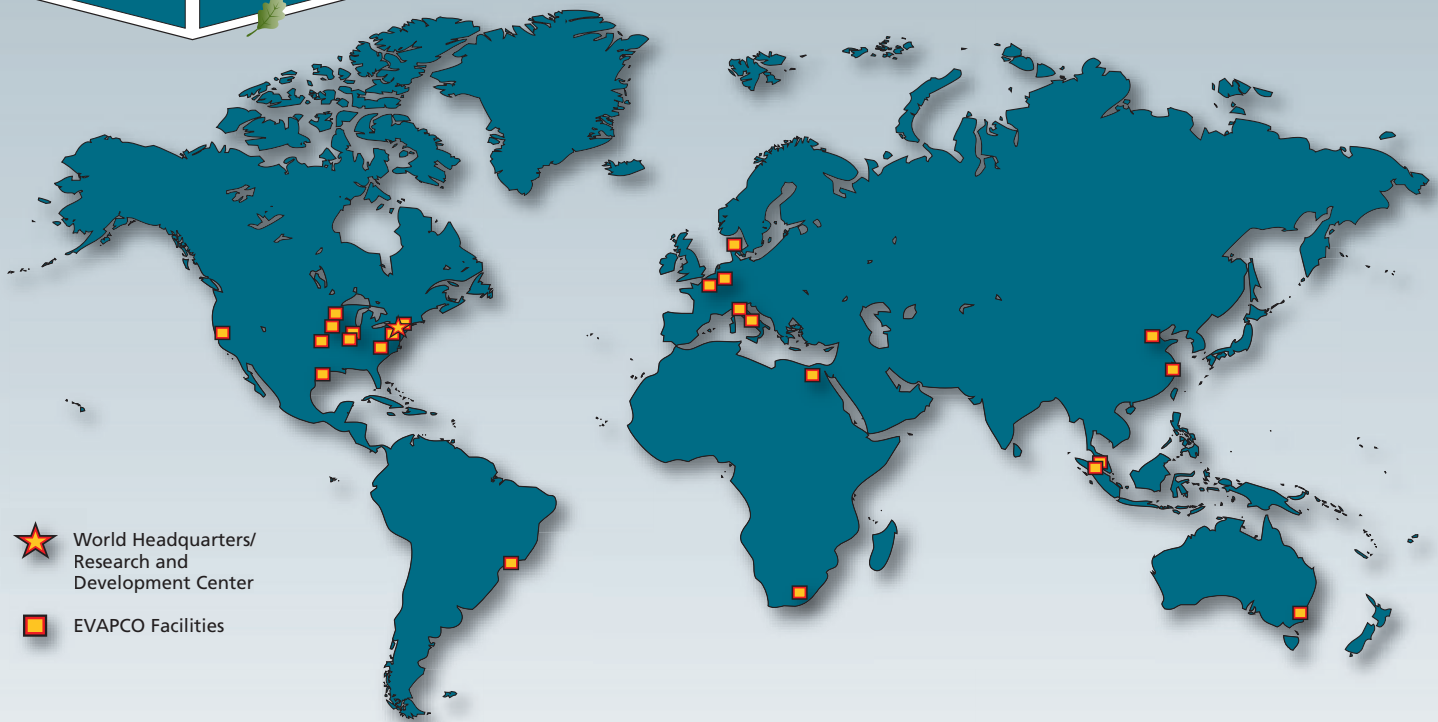 World Headquarters/
Research and
Development Center
EVAPCO Facilities